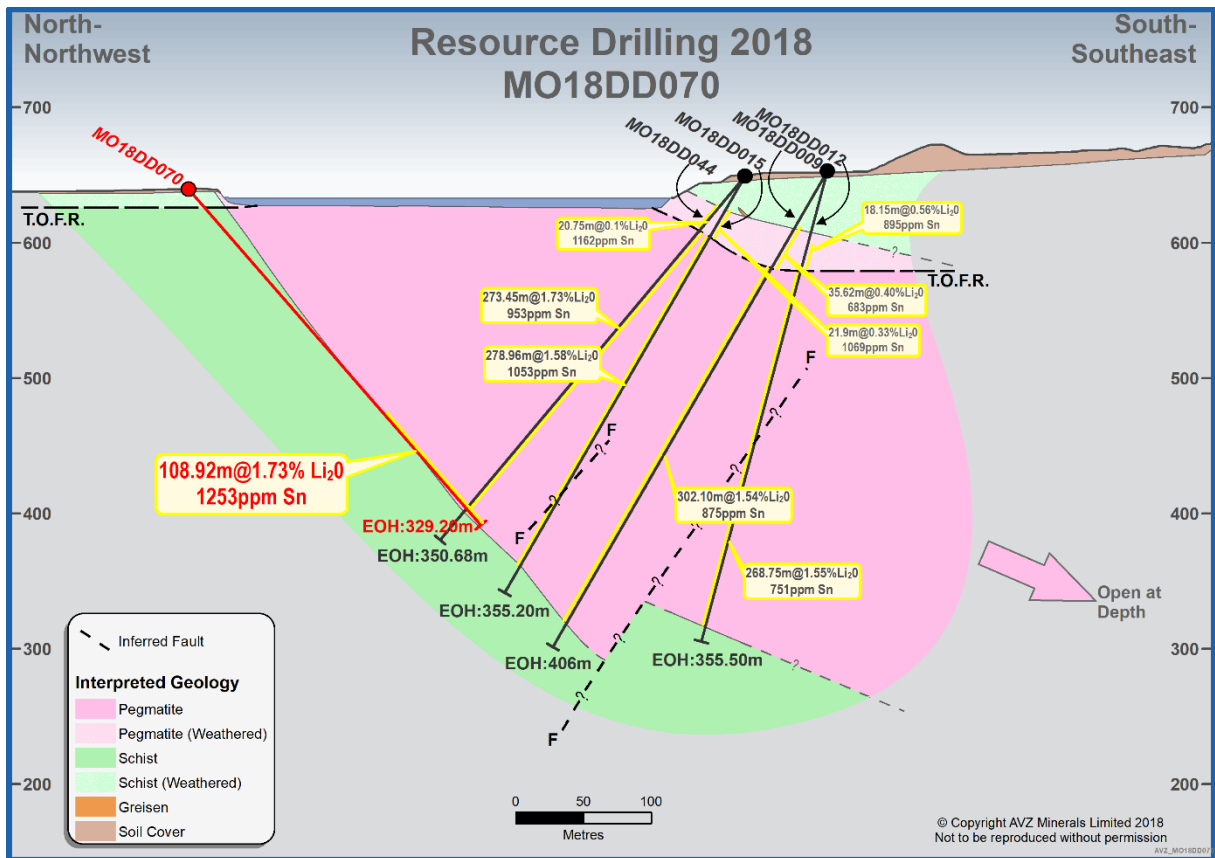 North-
Northwest
Resource Drilling 2018
MO18DD070
South-
Southeast
700
700
MO18DD070
MO18DD044
MO18DD015
MO18DD009
MO18DD012
T.O.F.R.
600
600
20.75m@0.1%Li₂0
1162ppm Sn
18.15m@0.56%Li₂0
895ppm Sn
?
T.O.F.R.
273.45m@1.73%Li₂0
953ppm Sn
35.62m@0.40%Li₂0
683ppm Sn
21.9m@0.33%Li₂0
1069ppm Sn
278.96m@1.58%Li₂0
1053ppm Sn
F
500
500
?
F
?
?
108.92m@1.73% Li₂0
1253ppm Sn
302.10m@1.54%Li₂0
875ppm Sn
400
400
EOH:329.20m
F
EOH:350.68m
?
268.75m@1.55%Li₂0
751ppm Sn
Open at
Depth
EOH:355.20m
300
300
EOH:406m
?
EOH:355.50m
?
F
200
200
Inferred Fault
Interpreted Geology
Pegmatite
Pegmatite (Weathered)
Schist
Schist (Weathered)
Greisen
Soil Cover
0 50 100
Metres
© Copyright AVZ Minerals Limited 2018
Not to be reproduced without permission